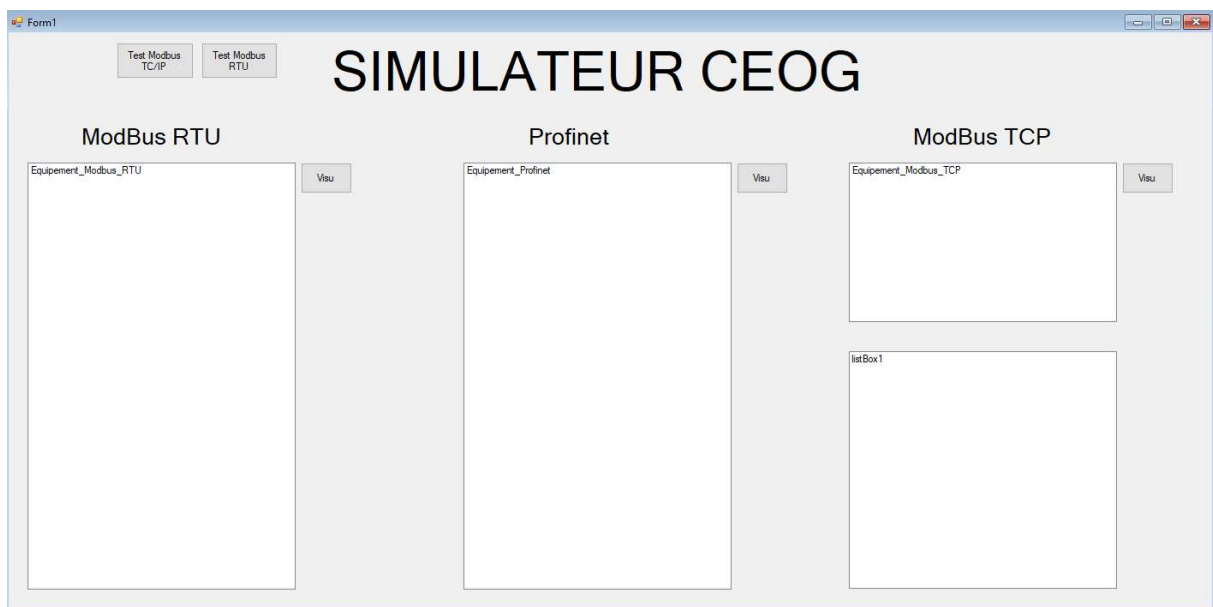 Form1
Test Modbus
TC/IP
Test Modbus
RTU
SIMULATEUR CEOG
ModBus RTU
Profinet
ModBus TCP
Equipement_Modbus_RTU
Visu
Equipement_Profinet
Visu
Equipement_Modbus_TCP
Visu
listBox1